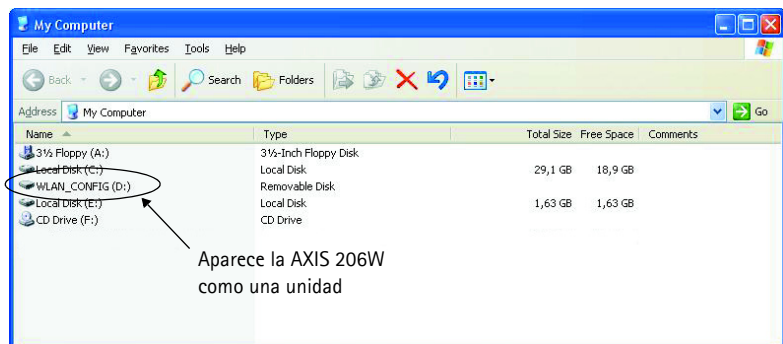 My Computer
File Edit View Favorites Tools Help
Back Search Folders
Address My Computer Go
Name Type Total Size Free Space Comments
3½ Floppy (A:) 3½-Inch Floppy Disk
Local Disk (C:) Local Disk 29,1 GB 18,9 GB
WLAN_CONFIG (D:) Removable Disk
Local Disk (E:) Local Disk 1,63 GB 1,63 GB
CD Drive (F:) CD Drive
Aparece la AXIS 206W
como una unidad